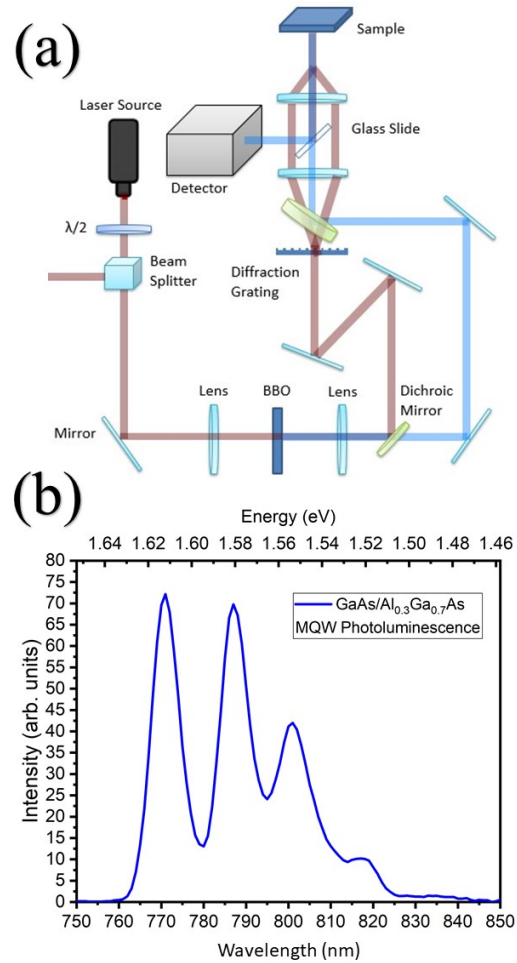 (a)
Sample
Laser Source
Glass Slide
Detector
λ/2
Beam
Splitter
Diffraction
Grating
Lens
BBO
Lens
Dichroic
Mirror
Mirror
(b)
Energy (eV)
1.64 1.62 1.60 1.58 1.56 1.54 1.52 1.50 1.48 1.46
80
75
70
65
60
55
50
45
40
35
30
25
20
15
10
5
0
Intensity (arb. units)
GaAs/Al0.3Ga0.7As
MQW Photoluminescence
750 760 770 780 790 800 810 820 830 840 850
Wavelength (nm)